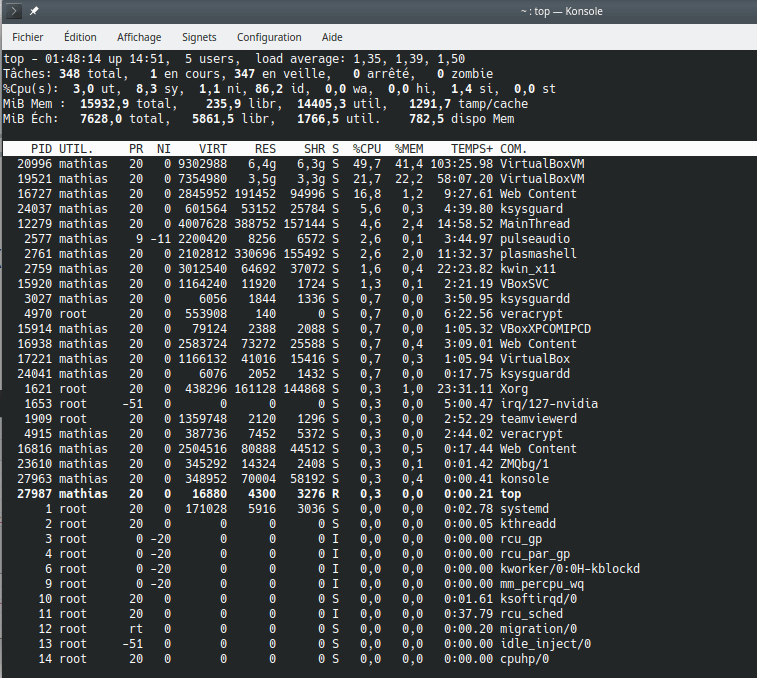 ~ : top — Konsole
Fichier Édition Affichage Signets Configuration Aide
top - 01:48:14 up 14:51,  5 users,  load average: 1,35, 1,39, 1,50
Tâches: 348 total,   1 en cours, 347 en veille,   0 arrêté,   0 zombie
%Cpu(s):  3,0 ut,  8,3 sy,  1,1 ni, 86,2 id,  0,0 wa,  0,0 hi,  1,4 si,  0,0 st
MiB Mem :  15932,9 total,    235,9 libr,  14405,3 util,   1291,7 tamp/cache
MiB Éch:   7628,0 total,   5861,5 libr,   1766,5 util.    782,5 dispo Mem
PID UTIL.     PR  NI    VIRT    RES    SHR S  %CPU  %MEM    TEMPS+ COM.
20996 mathias   20   0 9302988   6,4g   6,3g S  49,7  41,4 103:25.98 VirtualBoxVM
19521 mathias   20   0 7354980   3,5g   3,3g S  21,7  22,2  58:07.20 VirtualBoxVM
16727 mathias   20   0 2845952 191452  94996 S  16,8   1,2   9:27.61 Web Content
24037 mathias   20   0  601564  53152  25784 S   5,6   0,3   4:39.80 ksysguard
12279 mathias   20   0 4007628 388752 157144 S   4,6   2,4  14:58.52 MainThread
2577 mathias    9 -11 2200420   8256   6572 S   2,6   0,1   3:44.97 pulseaudio
2761 mathias   20   0 2102812 330696 155492 S   2,6   2,0  11:32.37 plasmashell
2759 mathias   20   0 3012540  64692  37072 S   1,6   0,4  22:23.82 kwin_x11
15920 mathias   20   0 1164240  11920   1724 S   1,3   0,1   2:21.19 VBoxSVC
3027 mathias   20   0    6056   1844   1336 S   0,7   0,0   3:50.95 ksysguardd
4970 root      20   0  553908    140      0 S   0,7   0,0   6:22.56 veracrypt
15914 mathias   20   0   79124   2388   2088 S   0,7   0,0   1:05.32 VBoxXPCOMIPCD
16938 mathias   20   0 2583724  73272  25588 S   0,7   0,4   3:09.01 Web Content
17221 mathias   20   0 1166132  41016  15416 S   0,7   0,3   1:05.94 VirtualBox
24041 mathias   20   0    6076   2052   1432 S   0,7   0,0   0:17.75 ksysguardd
1621 root      20   0  438296 161128 144868 S   0,3   1,0  23:31.11 Xorg
1653 root     -51   0       0      0      0 S   0,3   0,0   5:00.47 irq/127-nvidia
1909 root      20   0 1359748   2120   1296 S   0,3   0,0   2:52.29 teamviewerd
4915 mathias   20   0  387736   7452   5372 S   0,3   0,0   2:44.02 veracrypt
16816 mathias   20   0 2504516  80888  44512 S   0,3   0,5   0:17.44 Web Content
23610 mathias   20   0  345292  14324   2408 S   0,3   0,1   0:01.42 ZMQbg/1
27963 mathias   20   0  348952  70004  58192 S   0,3   0,4   0:00.41 konsole
27987 mathias   20   0   16880   4300   3276 R   0,3   0,0   0:00.21 top
1 root      20   0  171028   5916   3036 S   0,0   0,0   0:02.78 systemd
2 root      20   0       0      0      0 S   0,0   0,0   0:00.05 kthreadd
3 root       0 -20       0      0      0 I   0,0   0,0   0:00.00 rcu_gp
4 root       0 -20       0      0      0 I   0,0   0,0   0:00.00 rcu_par_gp
6 root       0 -20       0      0      0 I   0,0   0,0   0:00.00 kworker/0:0H-kblockd
9 root       0 -20       0      0      0 I   0,0   0,0   0:00.00 mm_percpu_wq
10 root      20   0       0      0      0 S   0,0   0,0   0:01.61 ksoftirqd/0
11 root      20   0       0      0      0 I   0,0   0,0   0:37.79 rcu_sched
12 root      rt   0       0      0      0 S   0,0   0,0   0:00.20 migration/0
13 root     -51   0       0      0      0 S   0,0   0,0   0:00.00 idle_inject/0
14 root      20   0       0      0      0 S   0,0   0,0   0:00.00 cpuhp/0